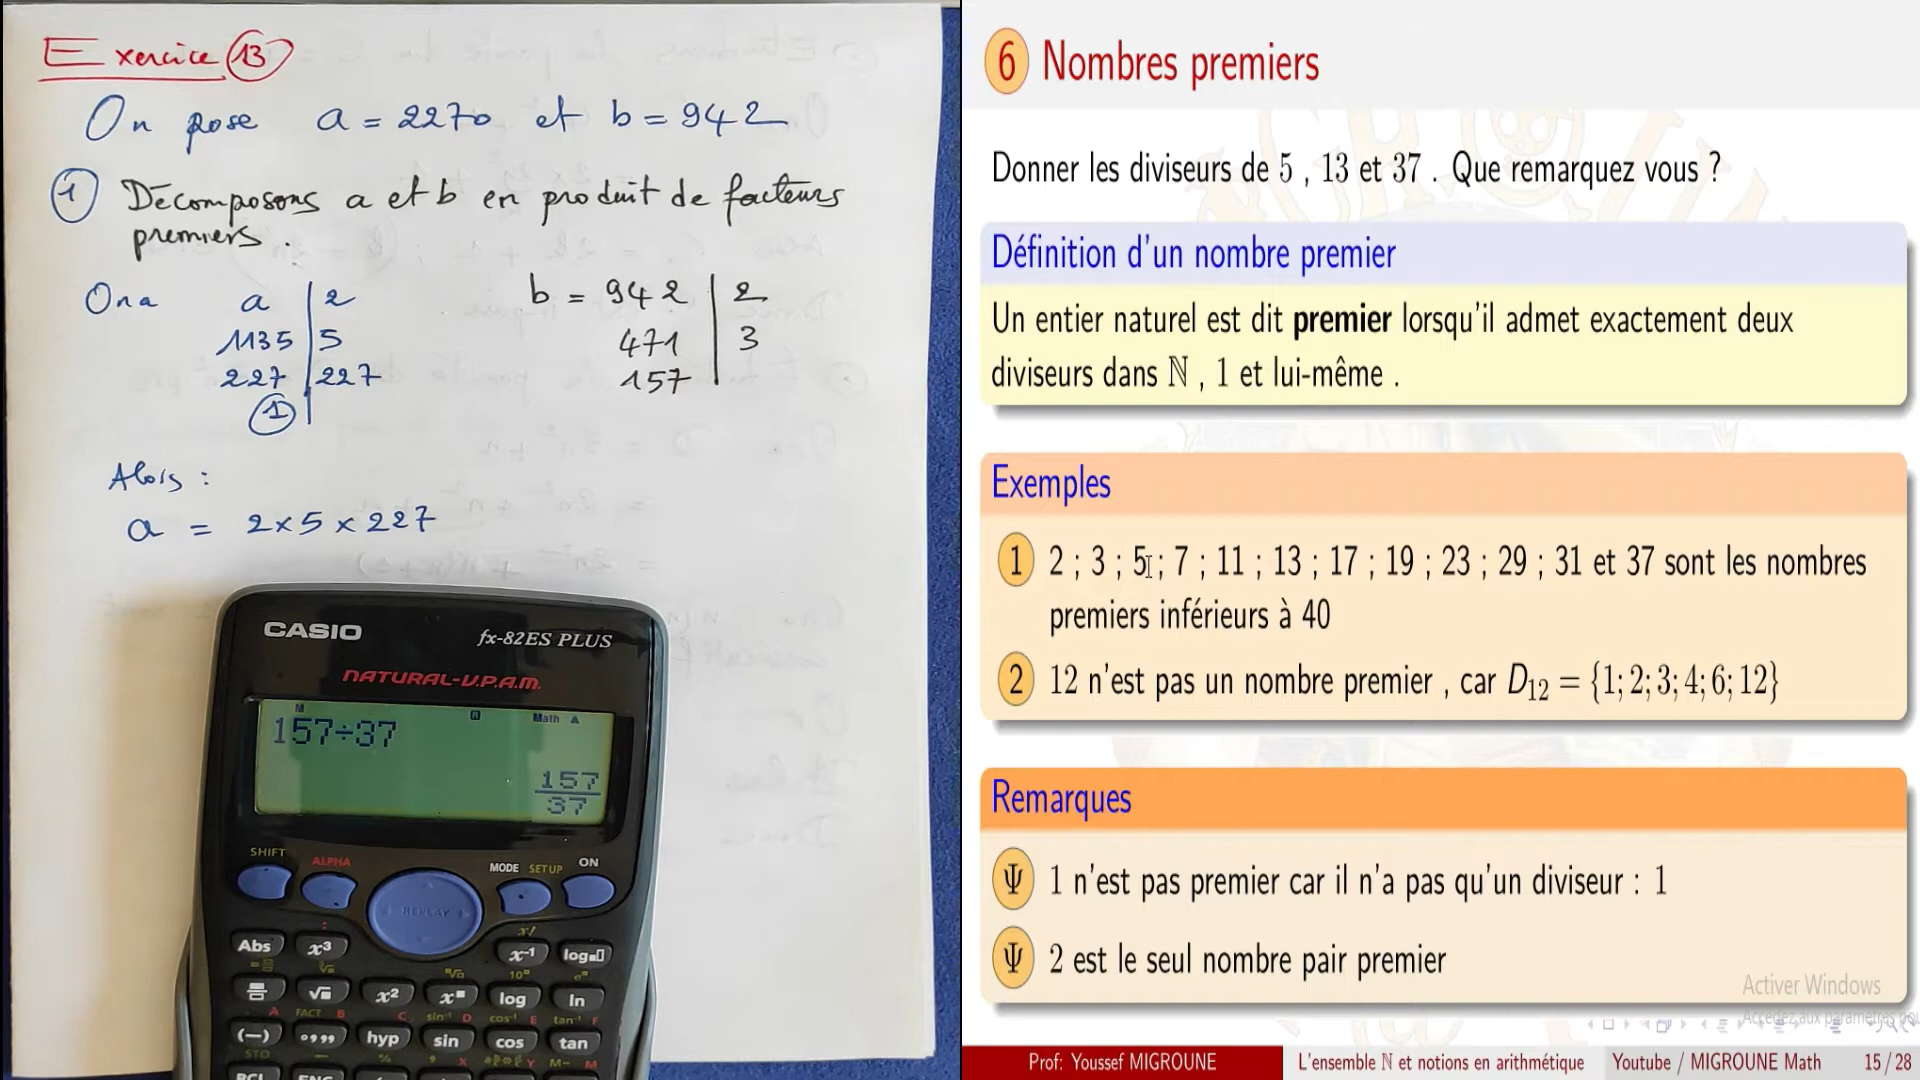 Exercice 13
On pose a = 2270 et b = 942
1 Décomposons a et b en produit de facteurs
premiers.
On a a | 2 b = 942 | 2
1135 | 5 471 | 3
227 | 227 157
1
Alors :
a = 2 × 5 × 227
CASIO
fx-82ES PLUS
NATURAL-V.P.A.M.
M R Math ▲
157÷37
157
37
SHIFT ALPHA MODE SETUP ON
REPLAY
Abs x³ x⁻¹ log
x² log ln
(−) hyp sin cos tan
RCL ENG
6 Nombres premiers
Donner les diviseurs de 5 , 13 et 37 . Que remarquez vous ?
Définition d'un nombre premier
Un entier naturel est dit premier lorsqu'il admet exactement deux
diviseurs dans ℕ , 1 et lui-même .
Exemples
1 2 ; 3 ; 5 ; 7 ; 11 ; 13 ; 17 ; 19 ; 23 ; 29 ; 31 et 37 sont les nombres
premiers inférieurs à 40
2 12 n'est pas un nombre premier , car D₁₂ = {1; 2; 3; 4; 6; 12}
Remarques
Ψ 1 n'est pas premier car il n'a pas qu'un diviseur : 1
Ψ 2 est le seul nombre pair premier
Activer Windows
Accédez aux paramètres pou
Prof: Youssef MIGROUNE L'ensemble ℕ et notions en arithmétique Youtube / MIGROUNE Math 15 / 28